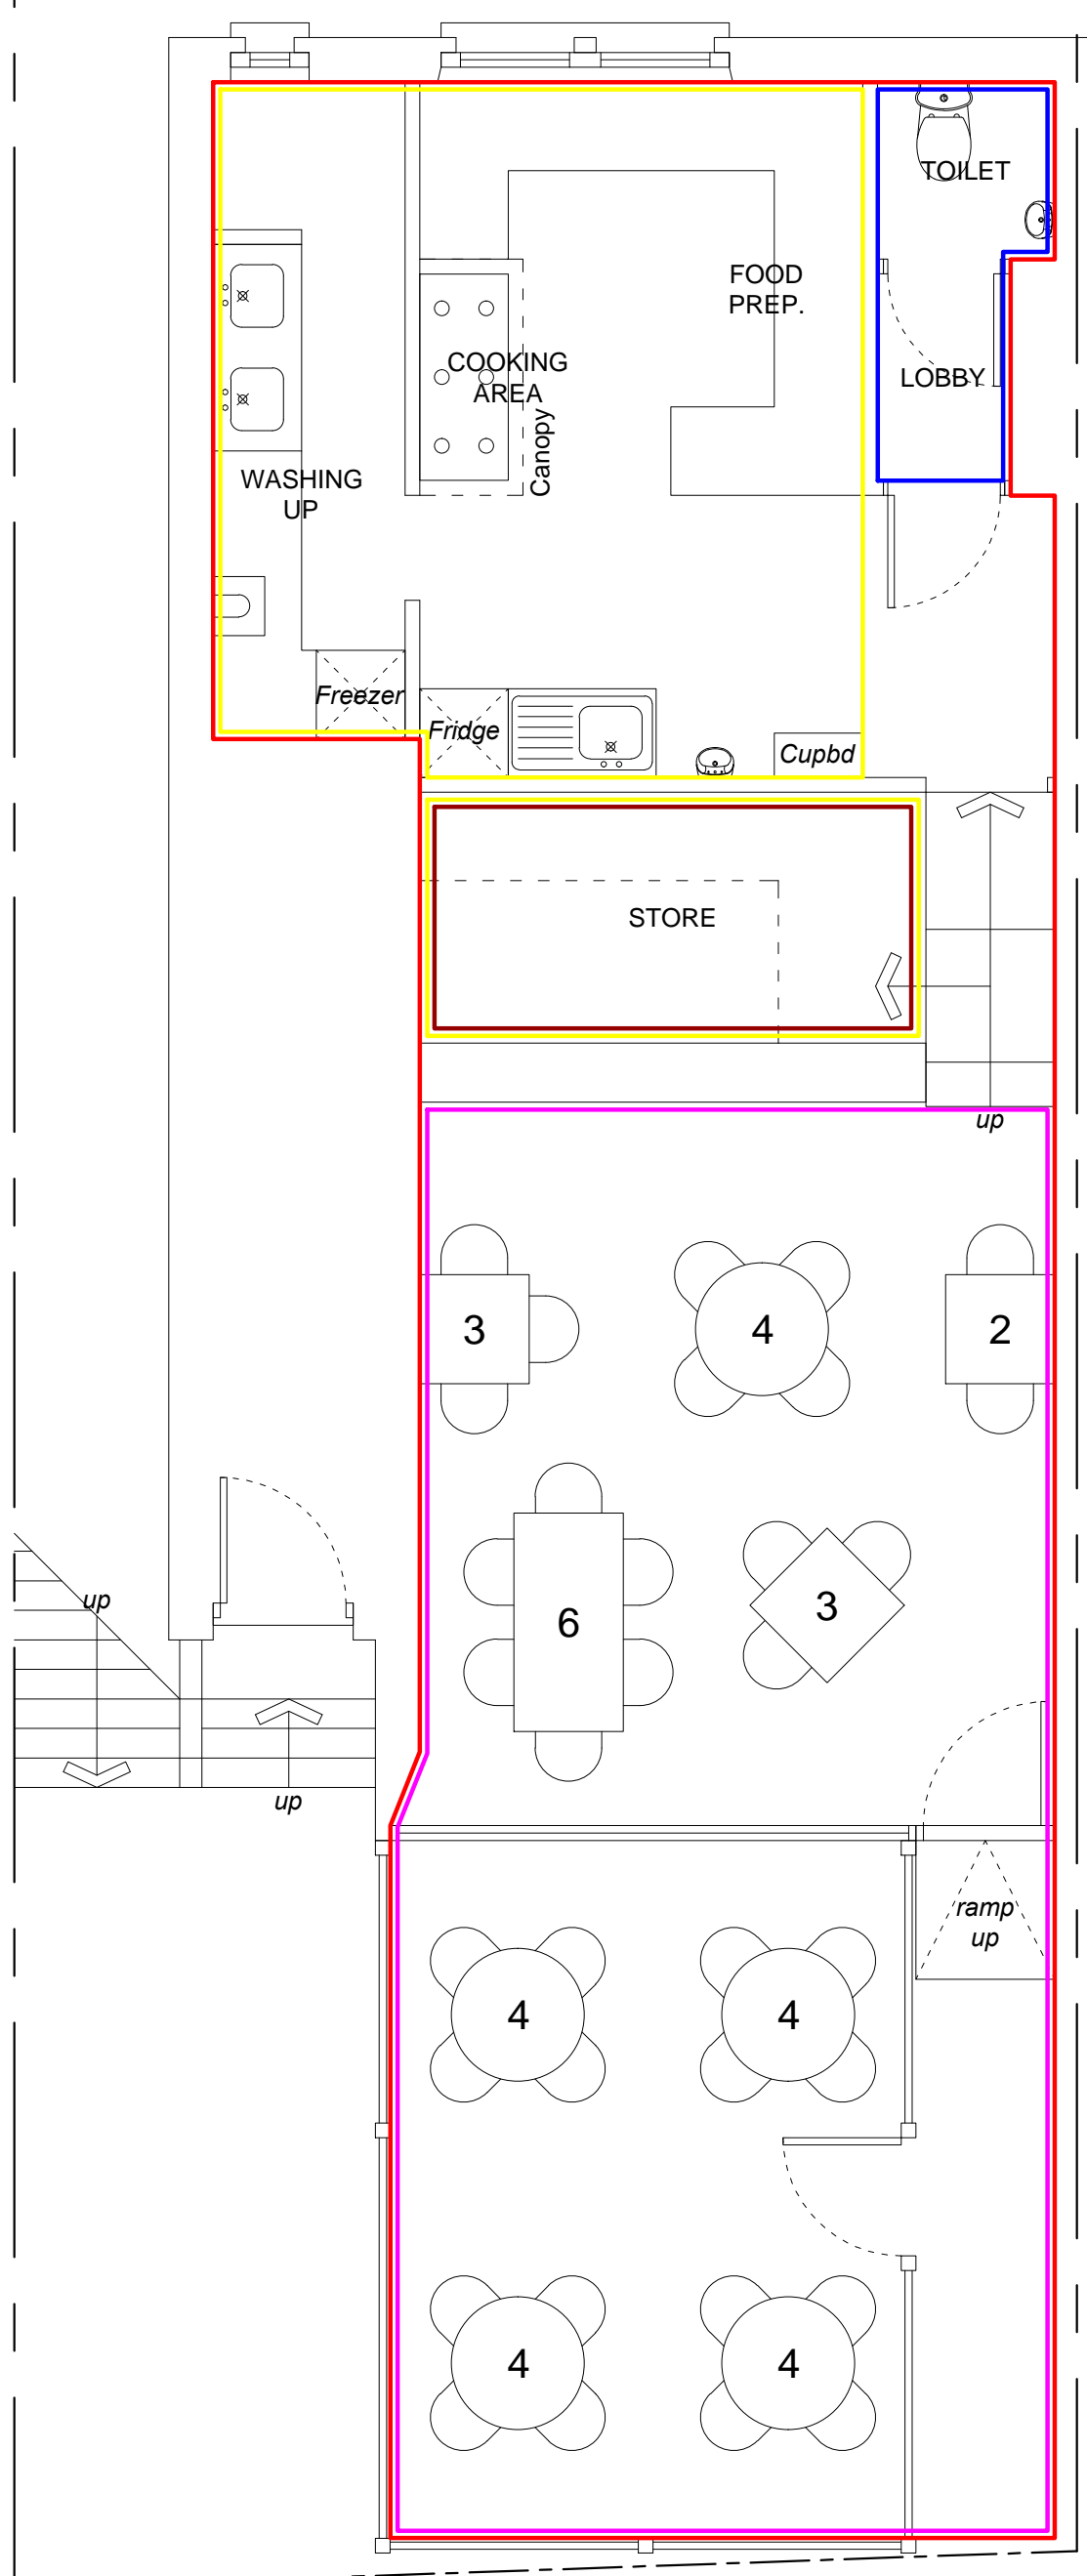 TOILET
FOOD
PREP.
COOKING
AREA
LOBBY
Canopy
WASHING
UP
Freezer
Fridge
Cupbd
STORE
up
3
4
2
6
3
up
up
ramp
up
4
4
4
4